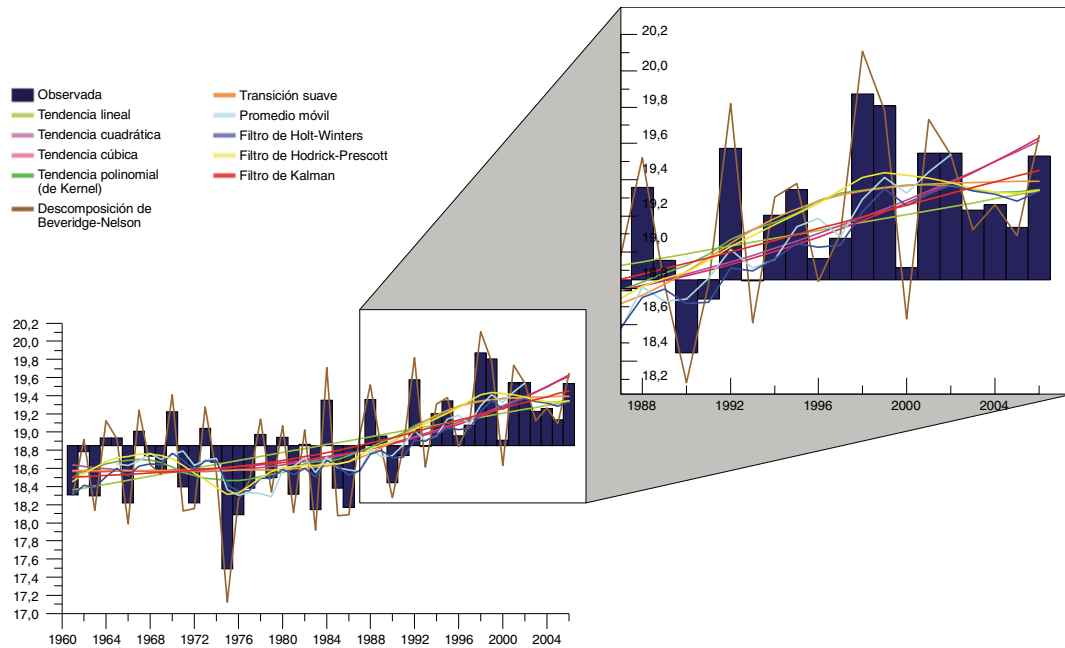 Observada
Tendencia lineal
Tendencia cuadrática
Tendencia cúbica
Tendencia polinomial
(de Kernel)
Descomposición de
Beveridge-Nelson
Transición suave
Promedio móvil
Filtro de Holt-Winters
Filtro de Hodrick-Prescott
Filtro de Kalman
20,2
20,0
19,8
19,6
19,4
19,2
19,0
18,8
18,6
18,4
18,2
18,0
17,8
17,6
17,4
17,2
17,0
1960 1964 1968 1972 1976 1980 1984 1988 1992 1996 2000 2004
20,2
20,0
19,8
19,6
19,4
19,2
19,0
18,8
18,6
18,4
18,2
1988 1992 1996 2000 2004